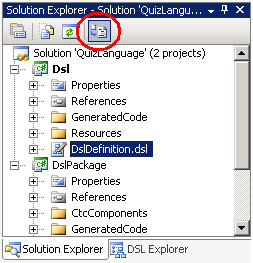 Solution Explorer - Solution 'QuizLangu...
Solution 'QuizLanguage' (2 projects)
Dsl
Properties
References
GeneratedCode
Resources
DslDefinition.dsl
DslPackage
Properties
References
CtcComponents
GeneratedCode
Solution Explorer DSL Explorer